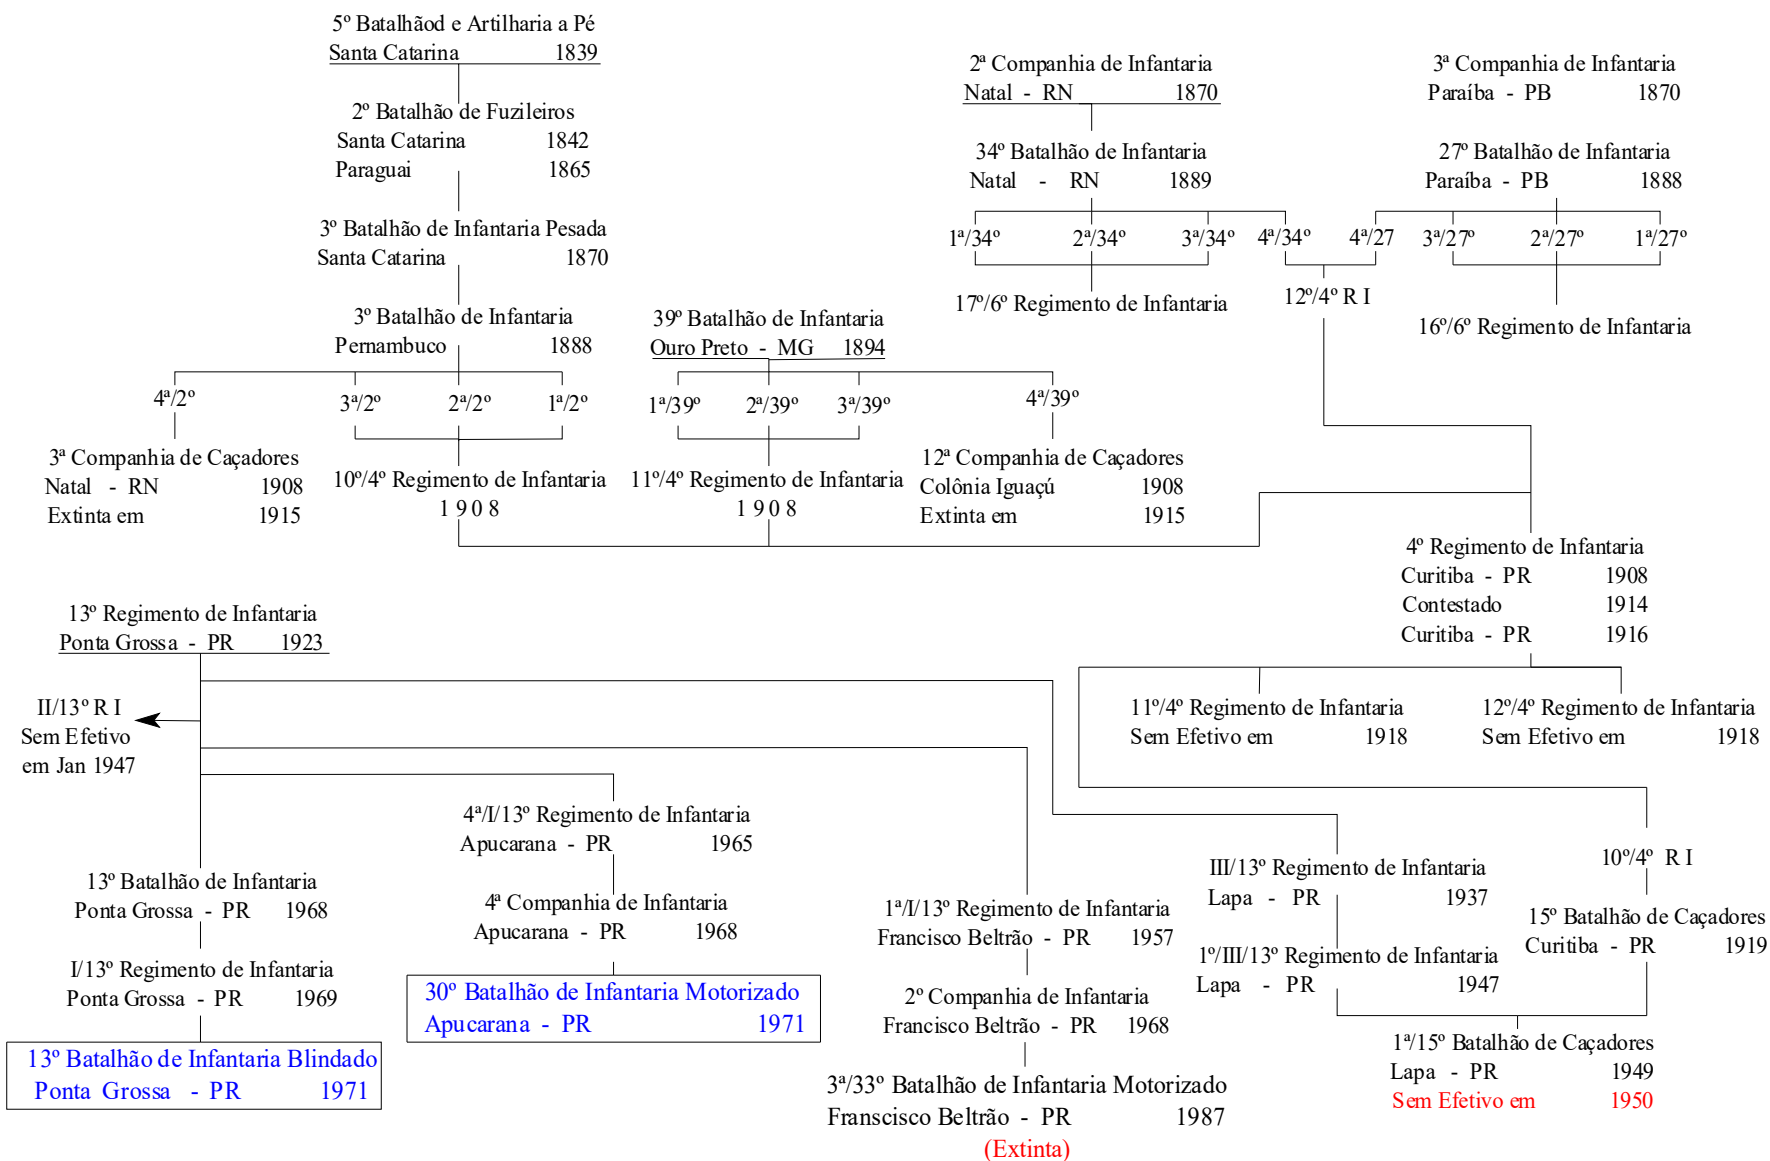 5º Batalhãod e Artilharia a Pé
Santa Catarina 1839
2º Batalhão de Fuzileiros
Santa Catarina 1842
Paraguai 1865
3º Batalhão de Infantaria Pesada
Santa Catarina 1870
3º Batalhão de Infantaria
Pernambuco 1888
4ª/2º 3ª/2º 2ª/2º 1ª/2º
3ª Companhia de Caçadores
Natal - RN 1908
Extinta em 1915
10º/4º Regimento de Infantaria
1 9 0 8
39º Batalhão de Infantaria
Ouro Preto - MG 1894
1ª/39º 2ª/39º 3ª/39º 4ª/39º
11º/4º Regimento de Infantaria
1 9 0 8
12ª Companhia de Caçadores
Colônia Iguaçú 1908
Extinta em 1915
2ª Companhia de Infantaria
Natal - RN 1870
34º Batalhão de Infantaria
Natal - RN 1889
1ª/34º 2ª/34º 3ª/34º 4ª/34º
17º/6º Regimento de Infantaria
3ª Companhia de Infantaria
Paraíba - PB 1870
27º Batalhão de Infantaria
Paraíba - PB 1888
4ª/27 3ª/27º 2ª/27º 1ª/27º
12º/4º R I
16º/6º Regimento de Infantaria
4º Regimento de Infantaria
Curitiba - PR 1908
Contestado 1914
Curitiba - PR 1916
11º/4º Regimento de Infantaria
Sem Efetivo em 1918
12º/4º Regimento de Infantaria
Sem Efetivo em 1918
10º/4º R I
15º Batalhão de Caçadores
Curitiba - PR 1919
13º Regimento de Infantaria
Ponta Grossa - PR 1923
II/13º R I
Sem Efetivo
em Jan 1947
13º Batalhão de Infantaria
Ponta Grossa - PR 1968
I/13º Regimento de Infantaria
Ponta Grossa - PR 1969
13º Batalhão de Infantaria Blindado
Ponta Grossa - PR 1971
4ª/I/13º Regimento de Infantaria
Apucarana - PR 1965
4ª Companhia de Infantaria
Apucarana - PR 1968
30º Batalhão de Infantaria Motorizado
Apucarana - PR 1971
1ª/I/13º Regimento de Infantaria
Francisco Beltrão - PR 1957
2º Companhia de Infantaria
Francisco Beltrão - PR 1968
3ª/33º Batalhão de Infantaria Motorizado
Franscisco Beltrão - PR 1987
(Extinta)
III/13º Regimento de Infantaria
Lapa - PR 1937
1º/III/13º Regimento de Infantaria
Lapa - PR 1947
1ª/15º Batalhão de Caçadores
Lapa - PR 1949
Sem Efetivo em 1950